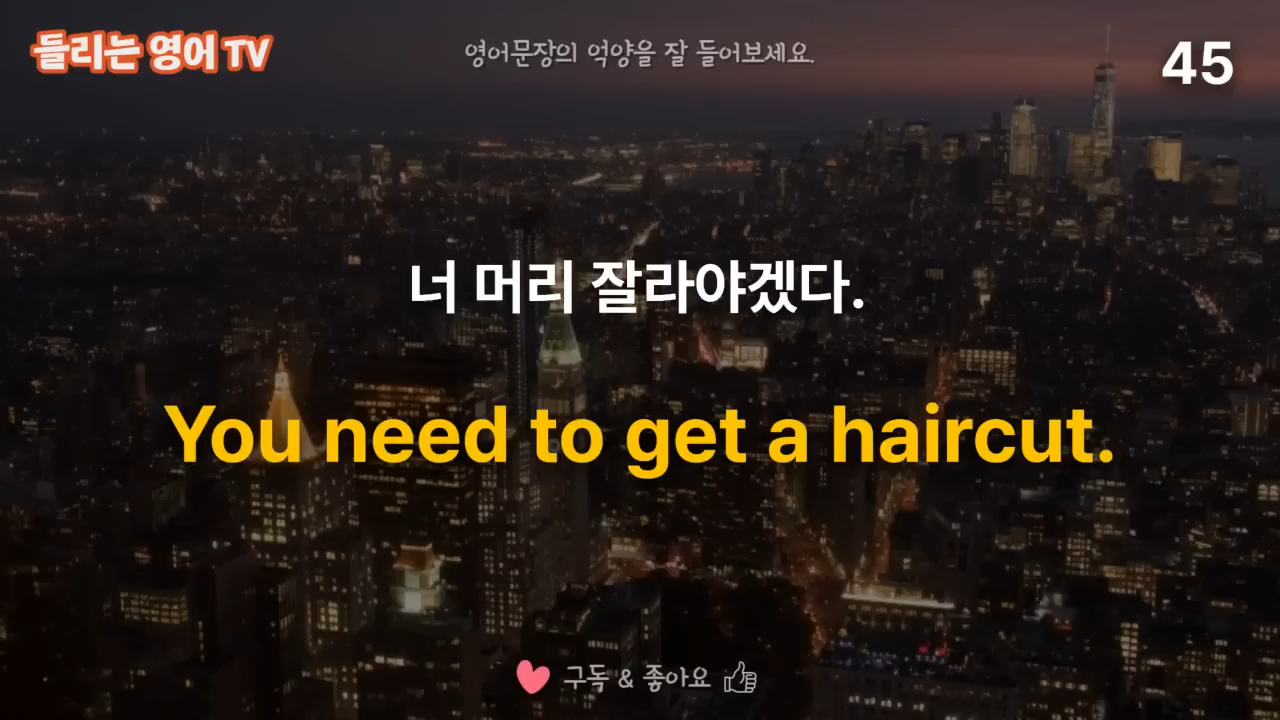 들리는 영어 TV
영어문장의 억양을 잘 들어보세요.
45
너 머리 잘라야겠다.
You need to get a haircut.
구독 & 좋아요